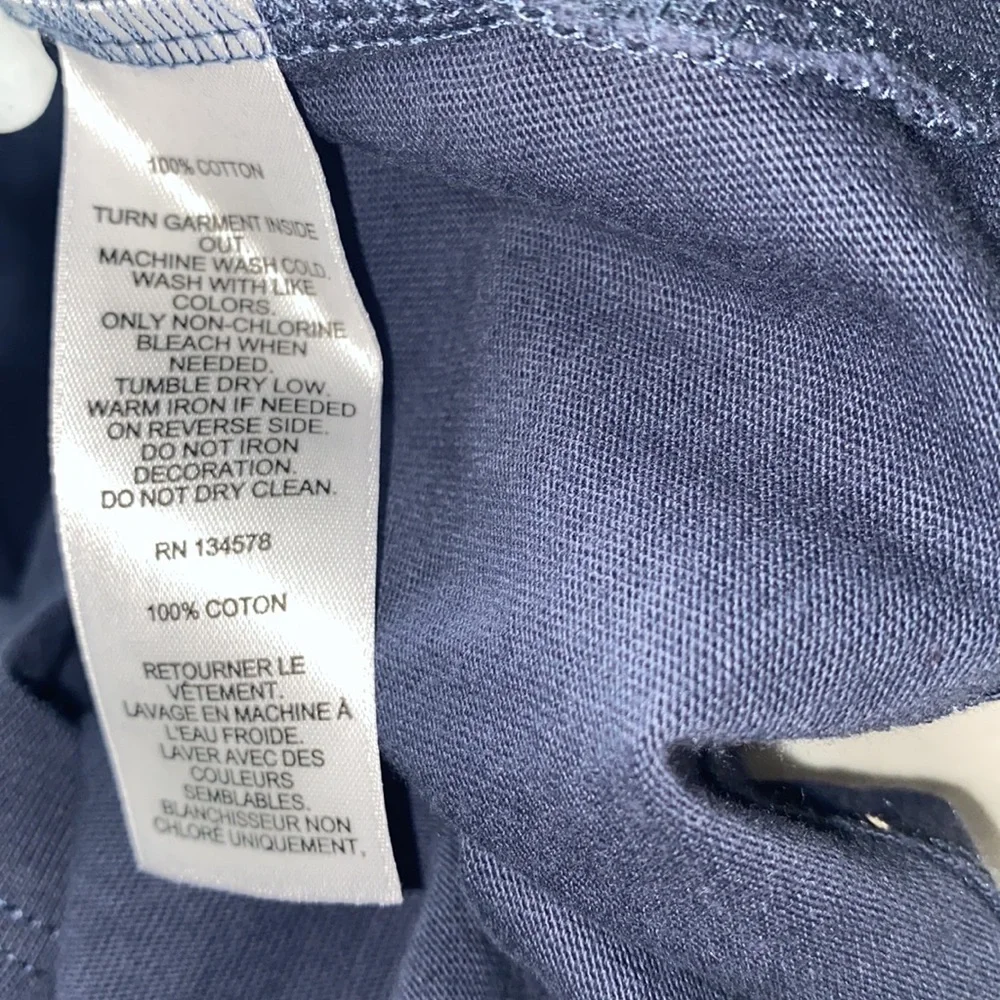 100% COTTON
TURN GARMENT INSIDE
OUT.
MACHINE WASH COLD.
WASH WITH LIKE
COLORS.
ONLY NON-CHLORINE
BLEACH WHEN
NEEDED.
TUMBLE DRY LOW.
WARM IRON IF NEEDED
ON REVERSE SIDE.
DO NOT IRON
DECORATION.
DO NOT DRY CLEAN.
RN 134578
100% COTON
RETOURNER LE
VÊTEMENT.
LAVAGE EN MACHINE À
L'EAU FROIDE.
LAVER AVEC DES
COULEURS
SEMBLABLES.
BLANCHISSEUR NON
CHLORÉ UNIQUEMENT,